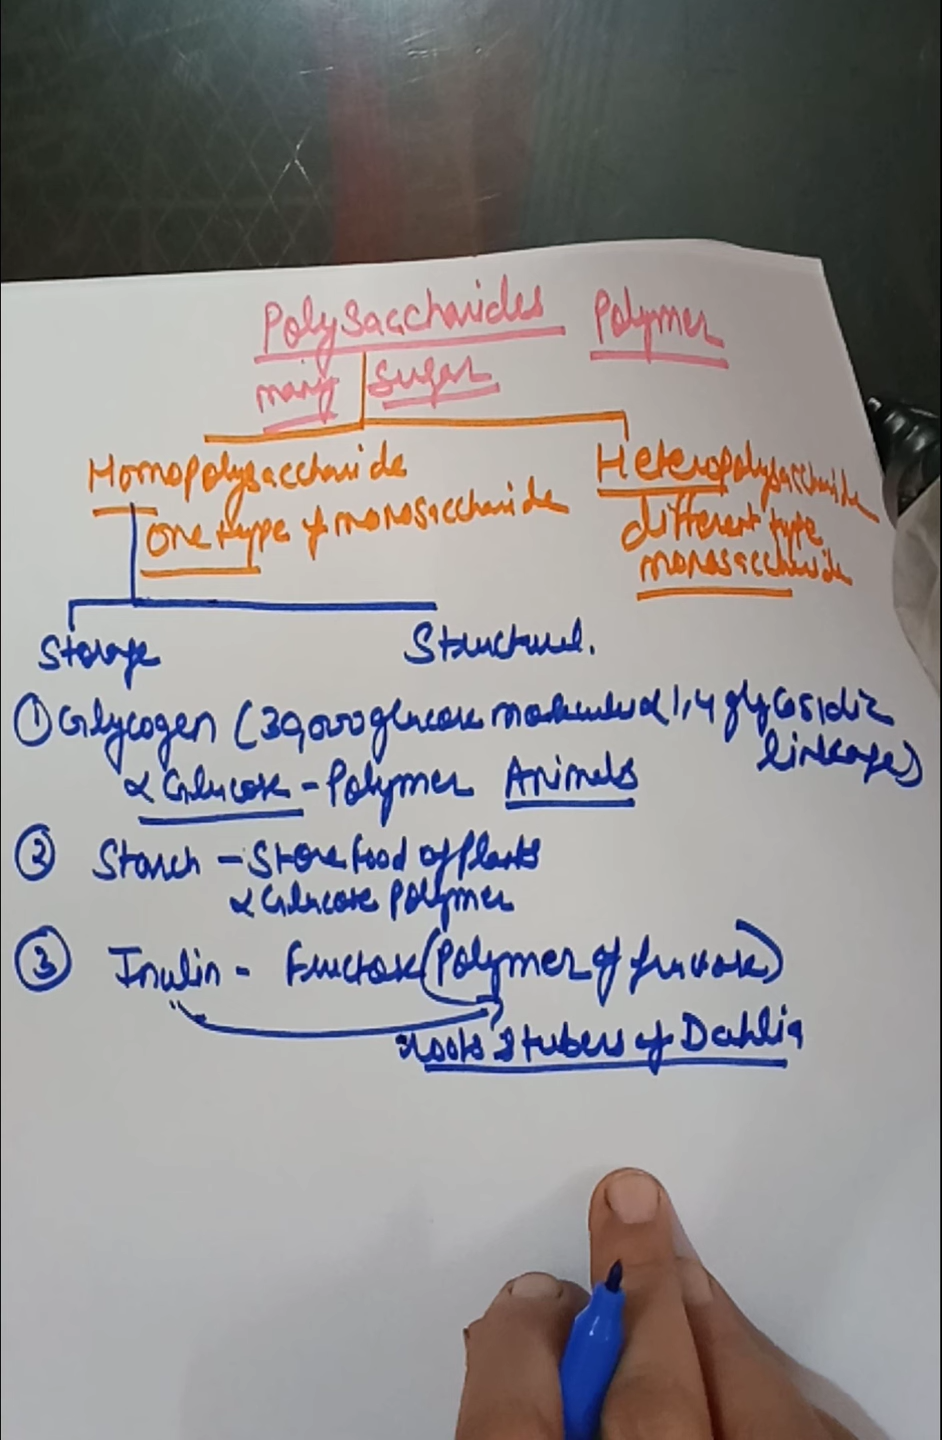 Polysaccharides Polymer
many sugar
Homopolysaccharide Heteropolysaccharide
one type of monosaccharide different type
monosaccharide
Storage Structural.
① Glycogen (30,000 glucose molecules α 1,4 glycosidic
linkage)
α Glucose - Polymer Animals
② Starch - Store food of Plants
α Glucose Polymer
③ Inulin - Fructose (Polymer of fructose)
roots & tubers of Dahlia